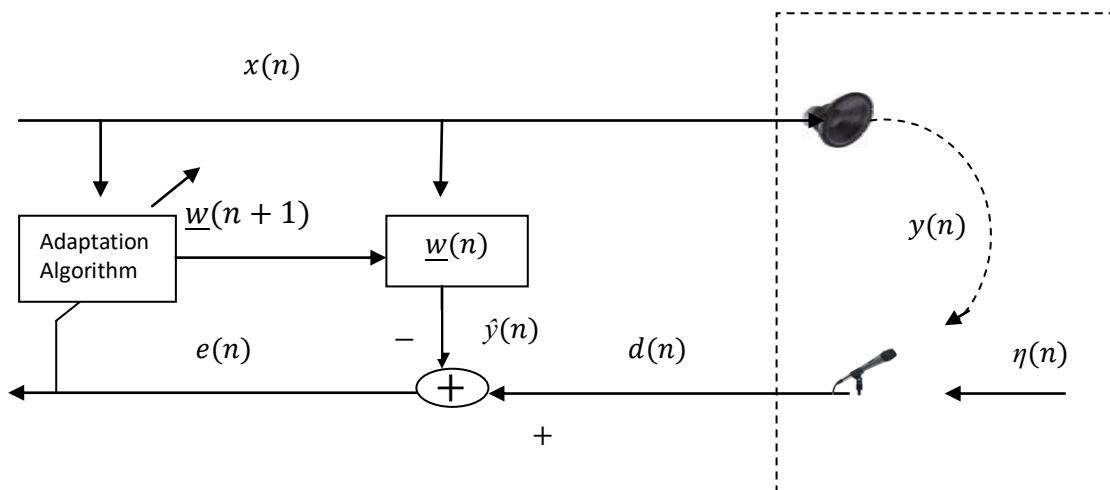 x(n)
w(n + 1)
Adaptation
Algorithm
w(n)
y(n)
e(n)
−
ŷ(n)
d(n)
η(n)
+
+